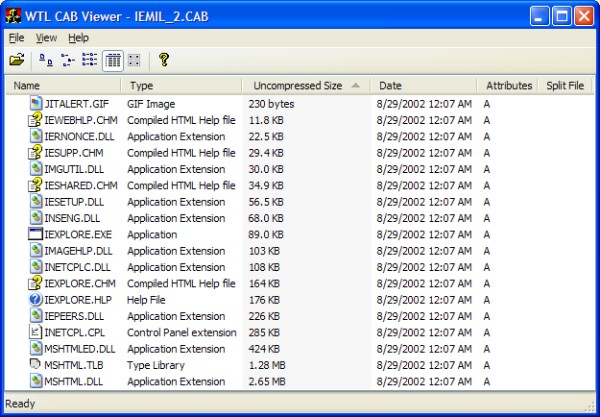 WTL CAB Viewer - IEMIL_2.CAB
File View Help
Name Type Uncompressed Size Date Attributes Split File
JITALERT.GIF GIF Image 230 bytes 8/29/2002 12:07 AM A
IEWEBHLP.CHM Compiled HTML Help file 11.8 KB 8/29/2002 12:07 AM A
IERNONCE.DLL Application Extension 22.5 KB 8/29/2002 12:07 AM A
IESUPP.CHM Compiled HTML Help file 29.4 KB 8/29/2002 12:07 AM A
IMGUTIL.DLL Application Extension 30.0 KB 8/29/2002 12:07 AM A
IESHARED.CHM Compiled HTML Help file 34.9 KB 8/29/2002 12:07 AM A
IESETUP.DLL Application Extension 56.5 KB 8/29/2002 12:07 AM A
INSENG.DLL Application Extension 68.0 KB 8/29/2002 12:07 AM A
IEXPLORE.EXE Application 89.0 KB 8/29/2002 12:07 AM A
IMAGEHLP.DLL Application Extension 103 KB 8/29/2002 12:07 AM A
INETCPLC.DLL Application Extension 108 KB 8/29/2002 12:07 AM A
IEXPLORE.CHM Compiled HTML Help file 164 KB 8/29/2002 12:07 AM A
IEXPLORE.HLP Help File 176 KB 8/29/2002 12:07 AM A
IEPEERS.DLL Application Extension 226 KB 8/29/2002 12:07 AM A
INETCPL.CPL Control Panel extension 285 KB 8/29/2002 12:07 AM A
MSHTMLED.DLL Application Extension 424 KB 8/29/2002 12:07 AM A
MSHTML.TLB Type Library 1.28 MB 8/29/2002 12:07 AM A
MSHTML.DLL Application Extension 2.65 MB 8/29/2002 12:07 AM A
Ready